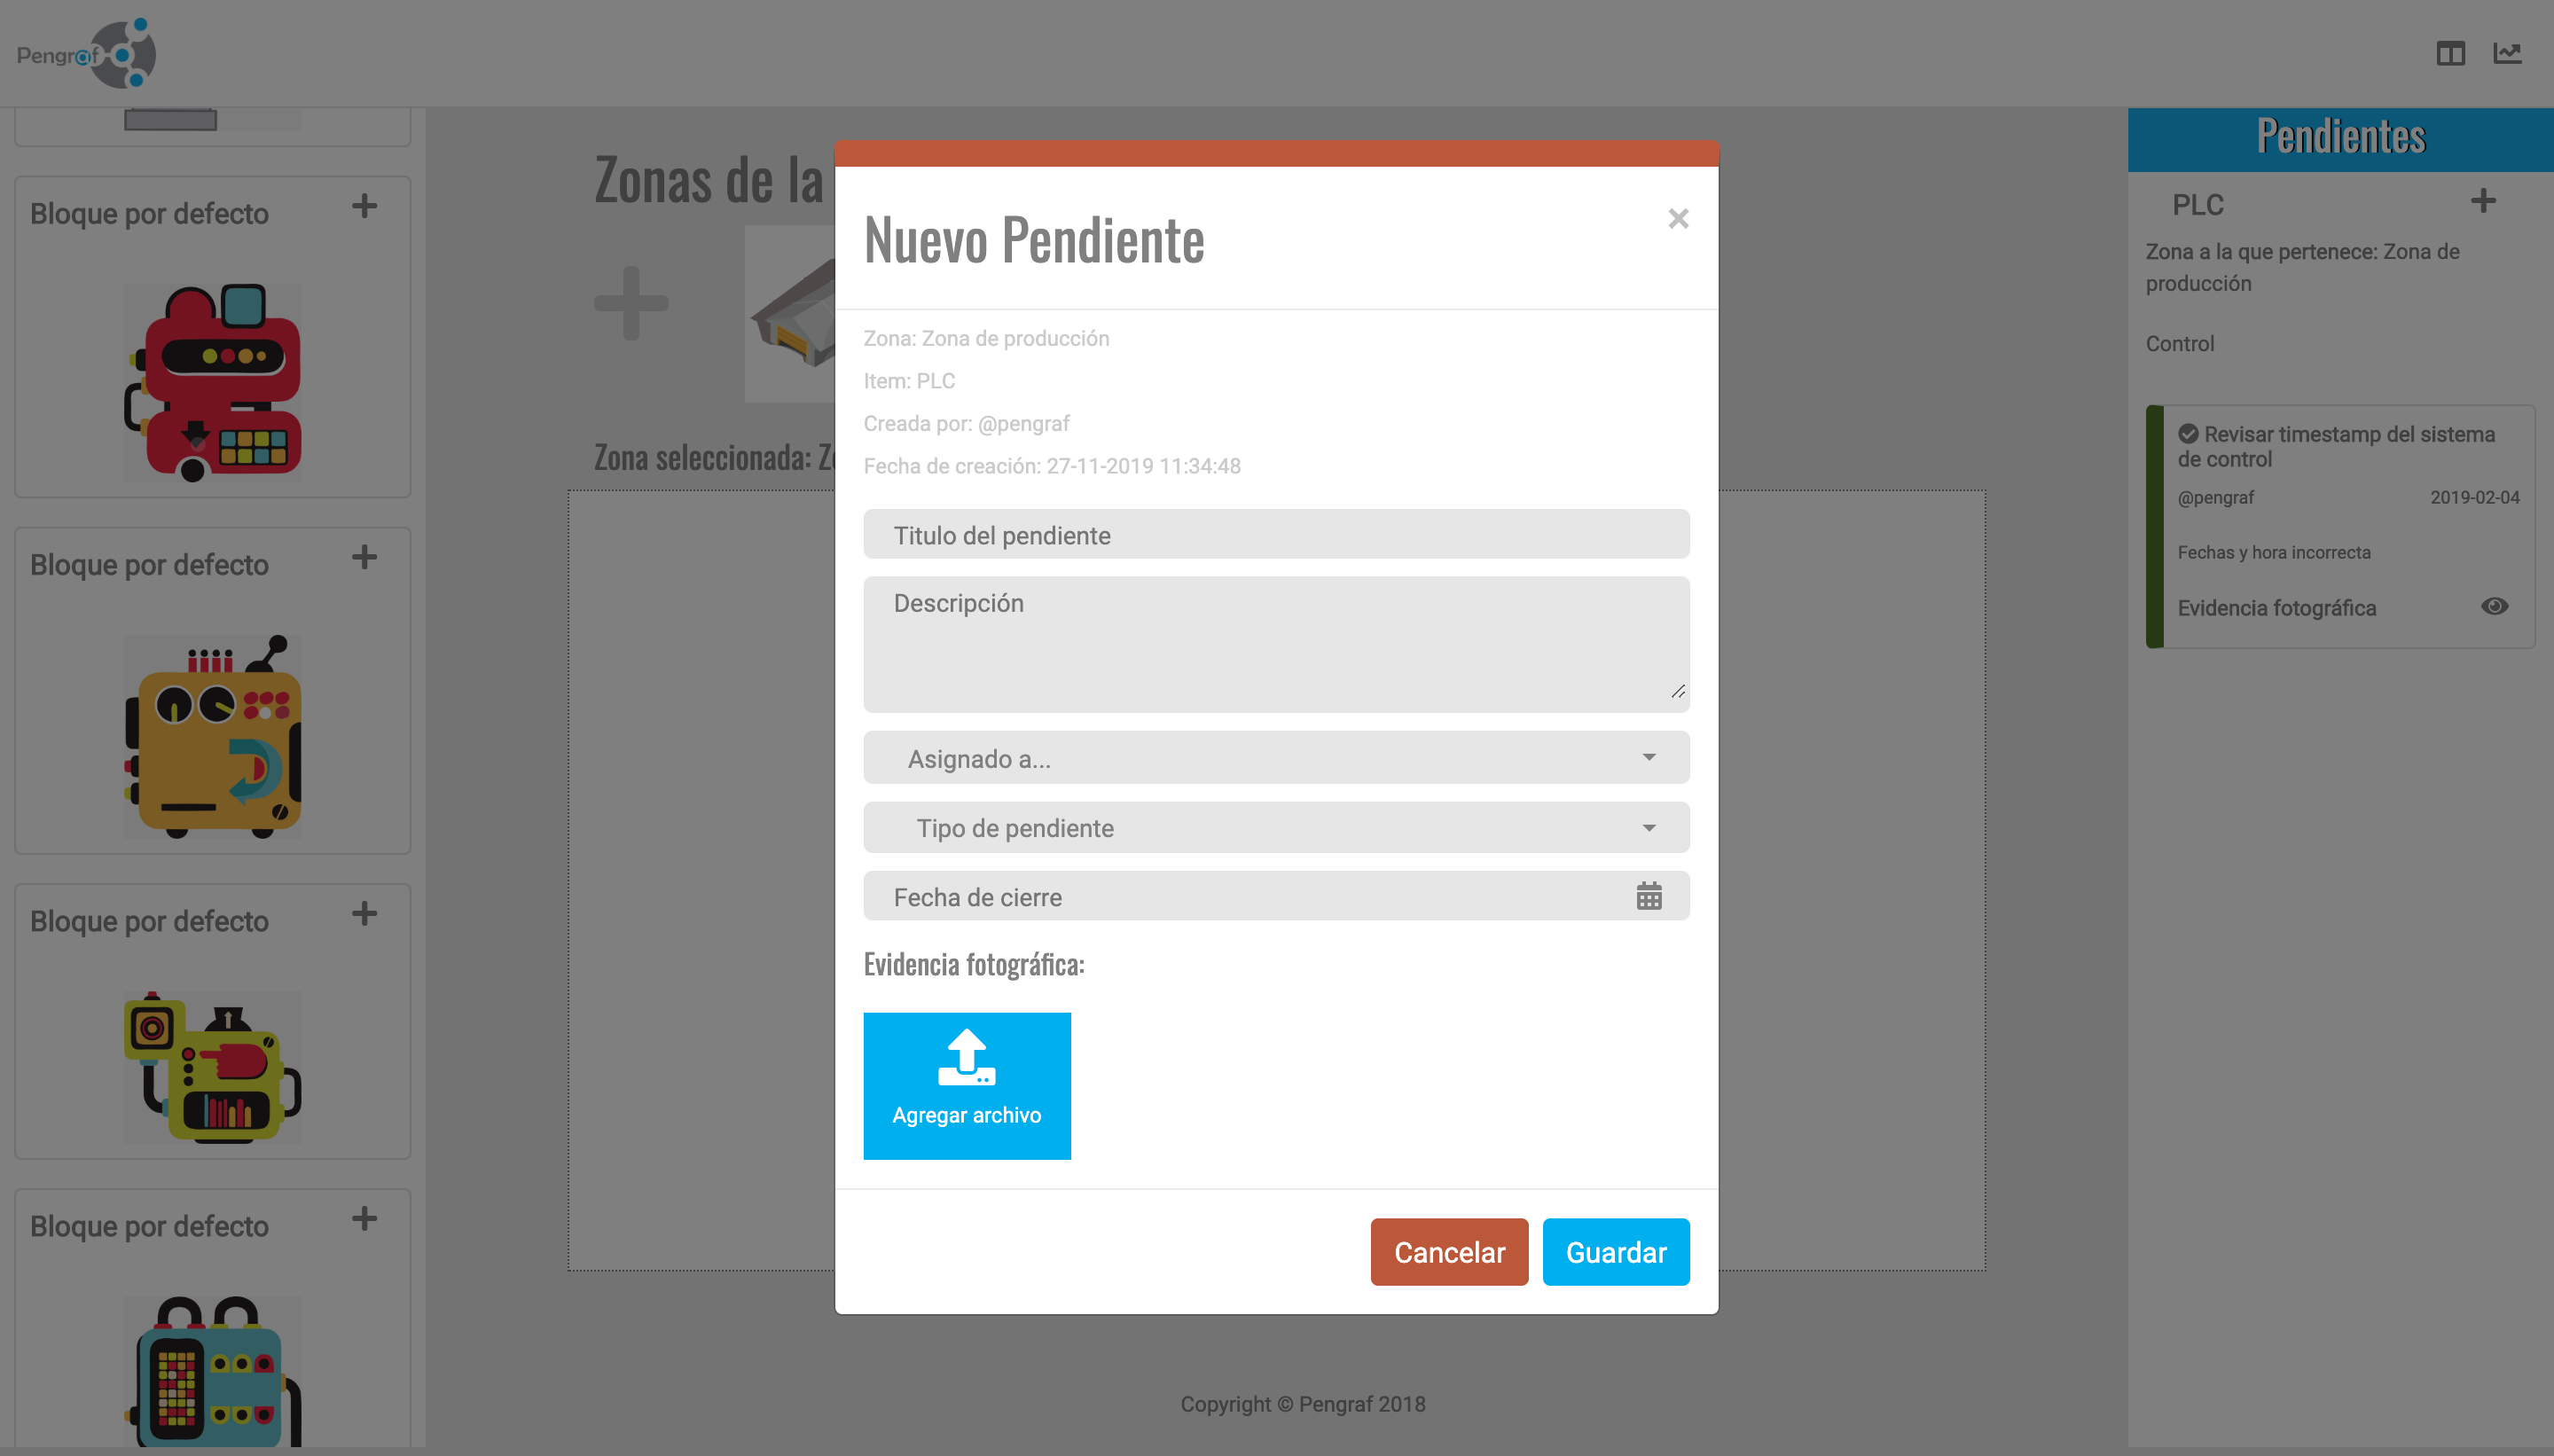 Pengr@f
Bloque por defecto
Bloque por defecto
Bloque por defecto
Bloque por defecto
Zonas de la
Zona seleccionada:
Nuevo Pendiente
×
Zona: Zona de producción
Item: PLC
Creada por: @pengraf
Fecha de creación: 27-11-2019 11:34:48
Titulo del pendiente
Descripción
Asignado a...
Tipo de pendiente
Fecha de cierre
Evidencia fotográfica:
Agregar archivo
Cancelar
Guardar
Copyright © Pengraf 2018
Pendientes
PLC
Zona a la que pertenece: Zona de
producción
Control
Revisar timestamp del sistema
de control
@pengraf
2019-02-04
Fechas y hora incorrecta
Evidencia fotográfica